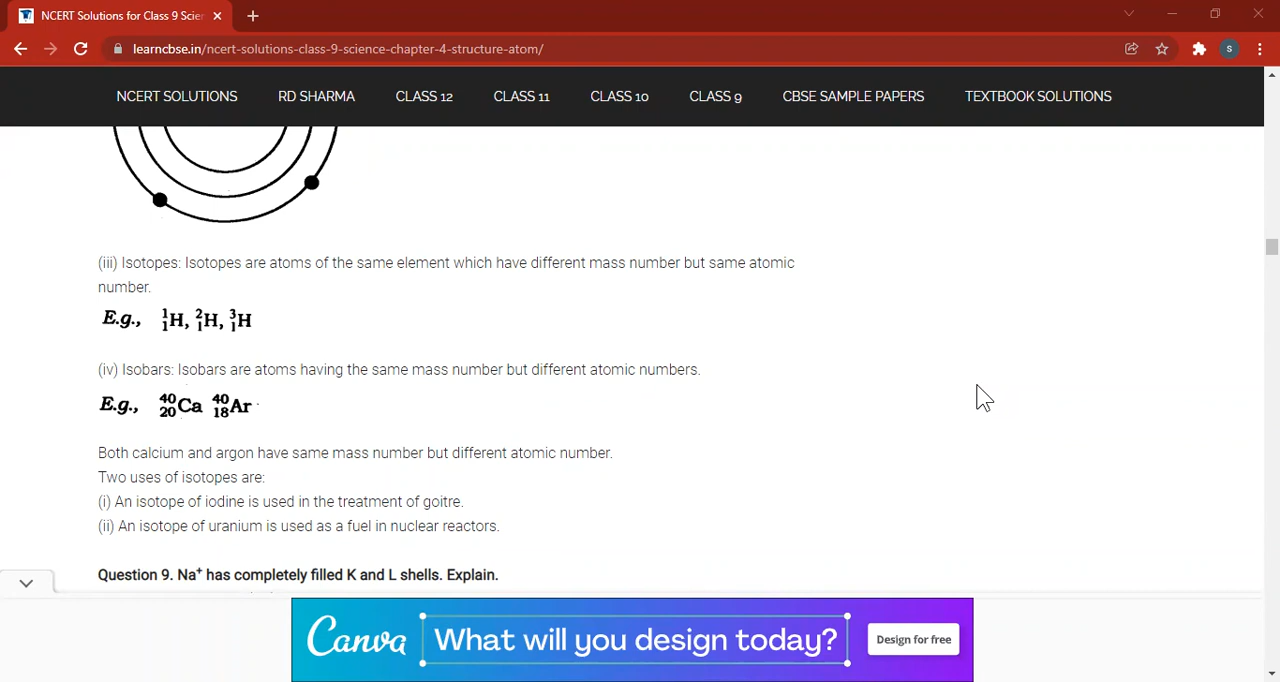 NCERT Solutions for Class 9 Scie
learncbse.in/ncert-solutions-class-9-science-chapter-4-structure-atom/
S
NCERT SOLUTIONS RD SHARMA CLASS 12 CLASS 11 CLASS 10 CLASS 9 CBSE SAMPLE PAPERS TEXTBOOK SOLUTIONS
(iii) Isotopes: Isotopes are atoms of the same element which have different mass number but same atomic
number.
E.g., ¹₁H, ²₁H, ³₁H
(iv) Isobars: Isobars are atoms having the same mass number but different atomic numbers.
E.g., ⁴⁰₂₀Ca ⁴⁰₁₈Ar
Both calcium and argon have same mass number but different atomic number.
Two uses of isotopes are:
(i) An isotope of iodine is used in the treatment of goitre.
(ii) An isotope of uranium is used as a fuel in nuclear reactors.
Question 9. Na⁺ has completely filled K and L shells. Explain.
Canva What will you design today? Design for free